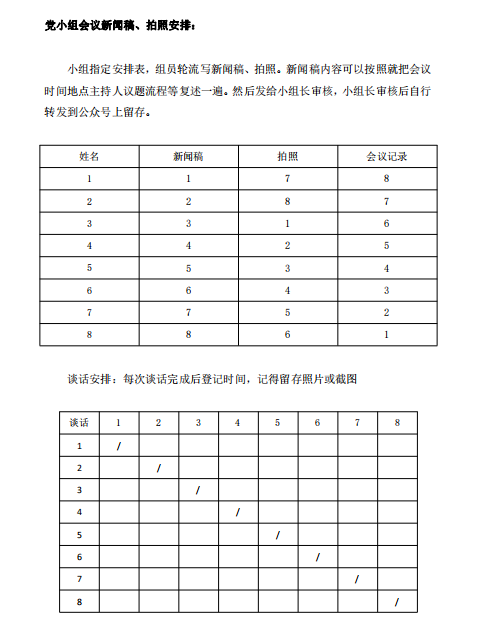 党小组会议新闻稿、拍照安排：
小组指定安排表，组员轮流写新闻稿、拍照。新闻稿内容可以按照就把会议
时间地点主持人议题流程等复述一遍。然后发给小组长审核，小组长审核后自行
转发到公众号上留存。
姓名 新闻稿 拍照 会议记录
1 1 7 8
2 2 8 7
3 3 1 6
4 4 2 5
5 5 3 4
6 6 4 3
7 7 5 2
8 8 6 1
谈话安排：每次谈话完成后登记时间，记得留存照片或截图
谈话 1 2 3 4 5 6 7 8
1 /
2 /
3 /
4 /
5 /
6 /
7 /
8 /